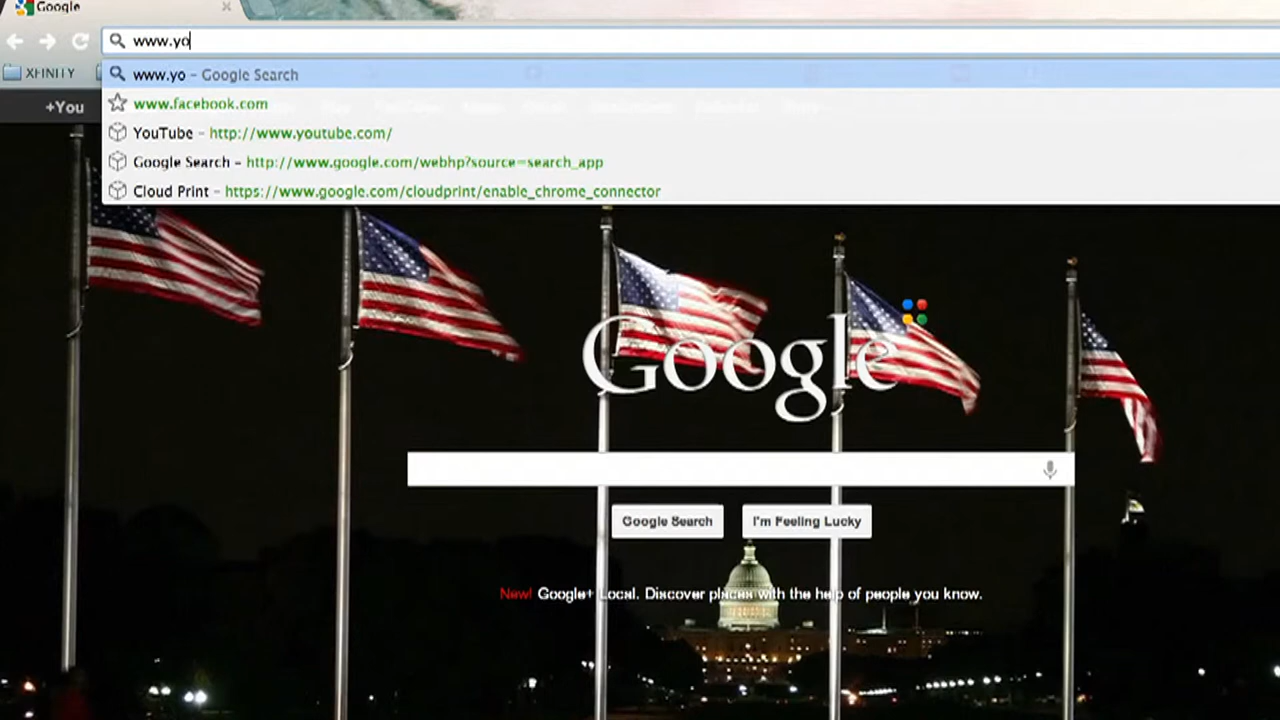 Google
www.yo
XFINITY
www.yo – Google Search
+You
www.facebook.com
YouTube – http://www.youtube.com/
Google Search – http://www.google.com/webhp?source=search_app
Cloud Print – https://www.google.com/cloudprint/enable_chrome_connector
Google
Google Search
I'm Feeling Lucky
New! Google+ Local. Discover places with the help of people you know.